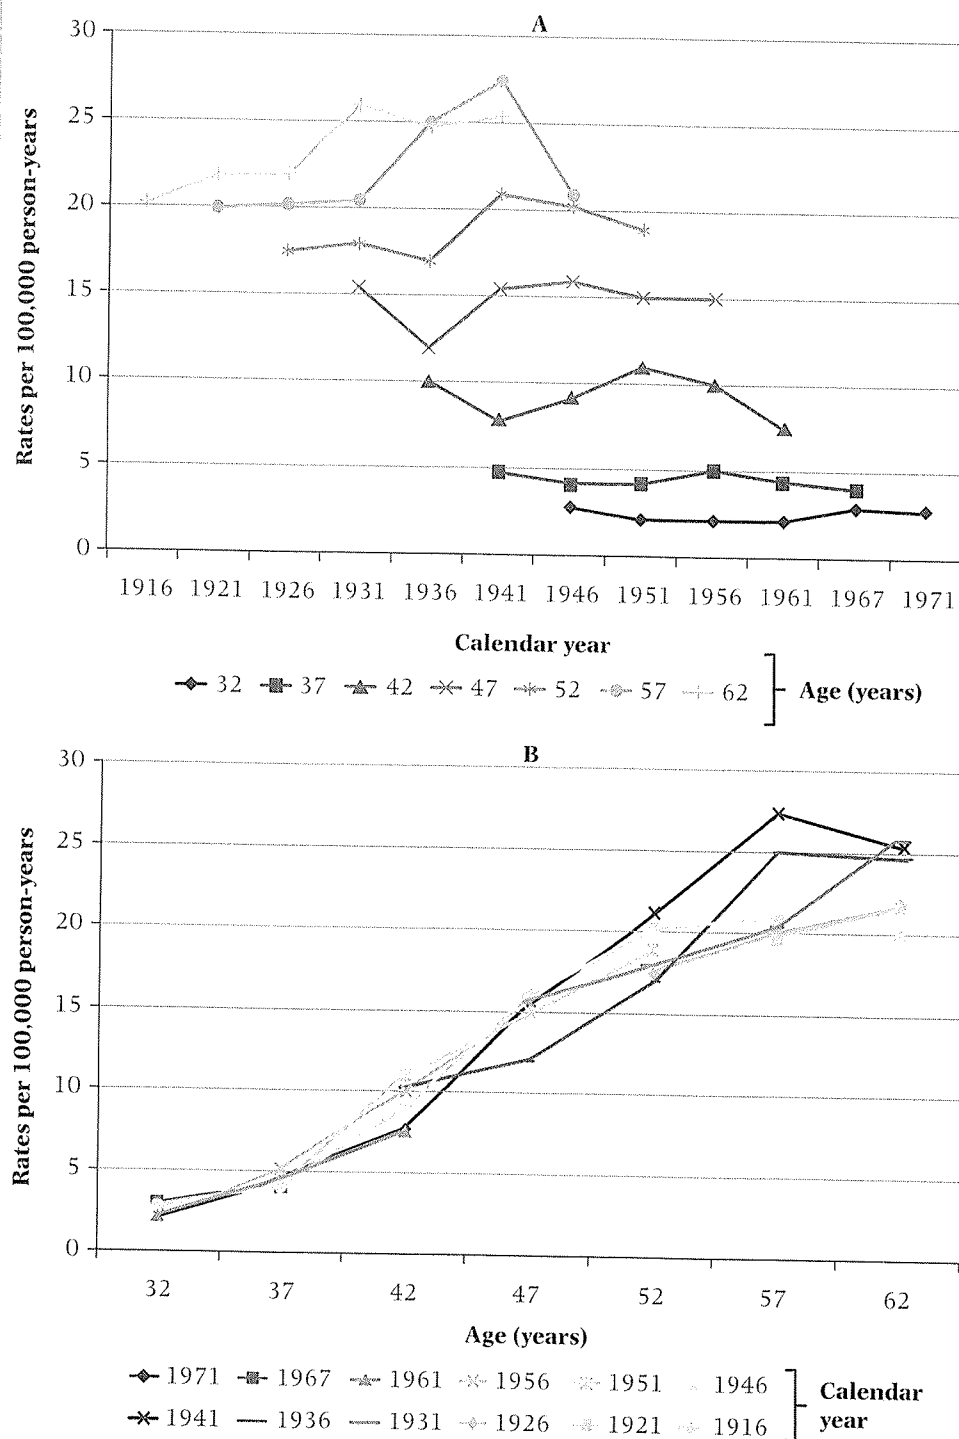 A
30
25
20
15
10
5
0
Rates per 100,000 person-years
1916 1921 1926 1931 1936 1941 1946 1951 1956 1961 1967 1971
Calendar year
32 37 42 47 52 57 62 Age (years)
B
30
25
20
15
10
5
0
Rates per 100,000 person-years
32 37 42 47 52 57 62
Age (years)
1971 1967 1961 1956 1951 1946 Calendar
1941 1936 1931 1926 1921 1916 year